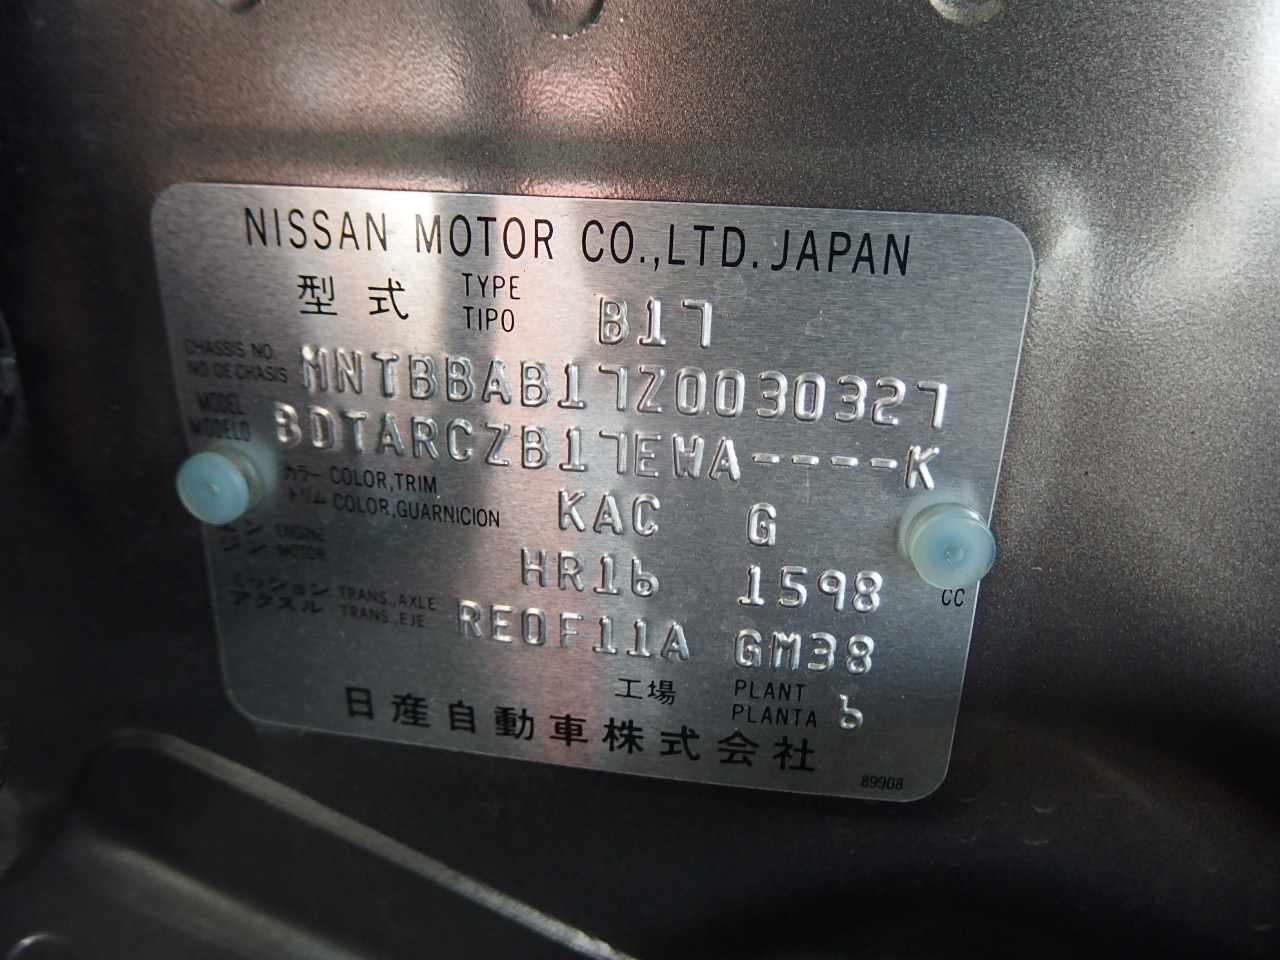 NISSAN MOTOR CO.,LTD. JAPAN
型式 TYPE TIPO B17
CHASSIS NO. NO. DE CHASIS MNTBBAB17Z0030327
MODEL MODELO BDTARCZB17EWA----K
カラー COLOR,TRIM トリム COLOR,GUARNICION KAC G
エンジン ENGINE MOTOR HR16 1598 CC
ミッション TRANS.,AXLE アクスル TRANS.,EJE RE0F11A GM38
工場 PLANT PLANTA 6
日産自動車株式会社
89908